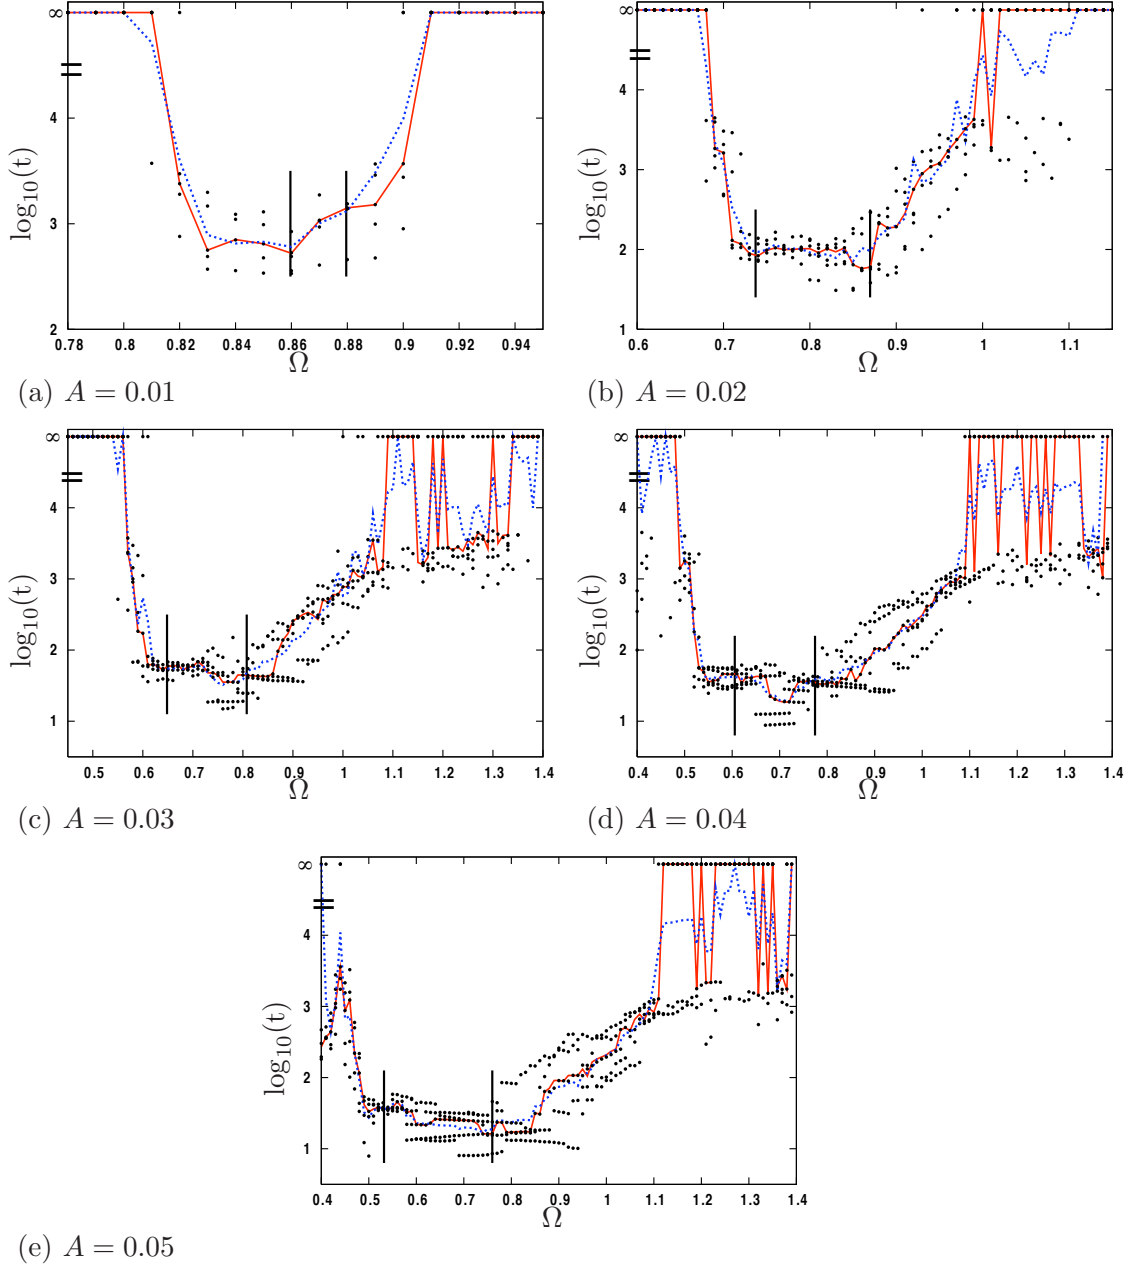 ∞
4
3
2
log10(t)
0.78 0.8 0.82 0.84 0.86 0.88 0.9 0.92 0.94
Ω
(a) A = 0.01
∞
4
3
2
1
log10(t)
0.6 0.7 0.8 0.9 1 1.1
Ω
(b) A = 0.02
∞
4
3
2
1
log10(t)
0.5 0.6 0.7 0.8 0.9 1 1.1 1.2 1.3 1.4
Ω
(c) A = 0.03
∞
4
3
2
1
log10(t)
0.4 0.5 0.6 0.7 0.8 0.9 1 1.1 1.2 1.3 1.4
Ω
(d) A = 0.04
∞
4
3
2
1
log10(t)
0.4 0.5 0.6 0.7 0.8 0.9 1 1.1 1.2 1.3 1.4
Ω
(e) A = 0.05